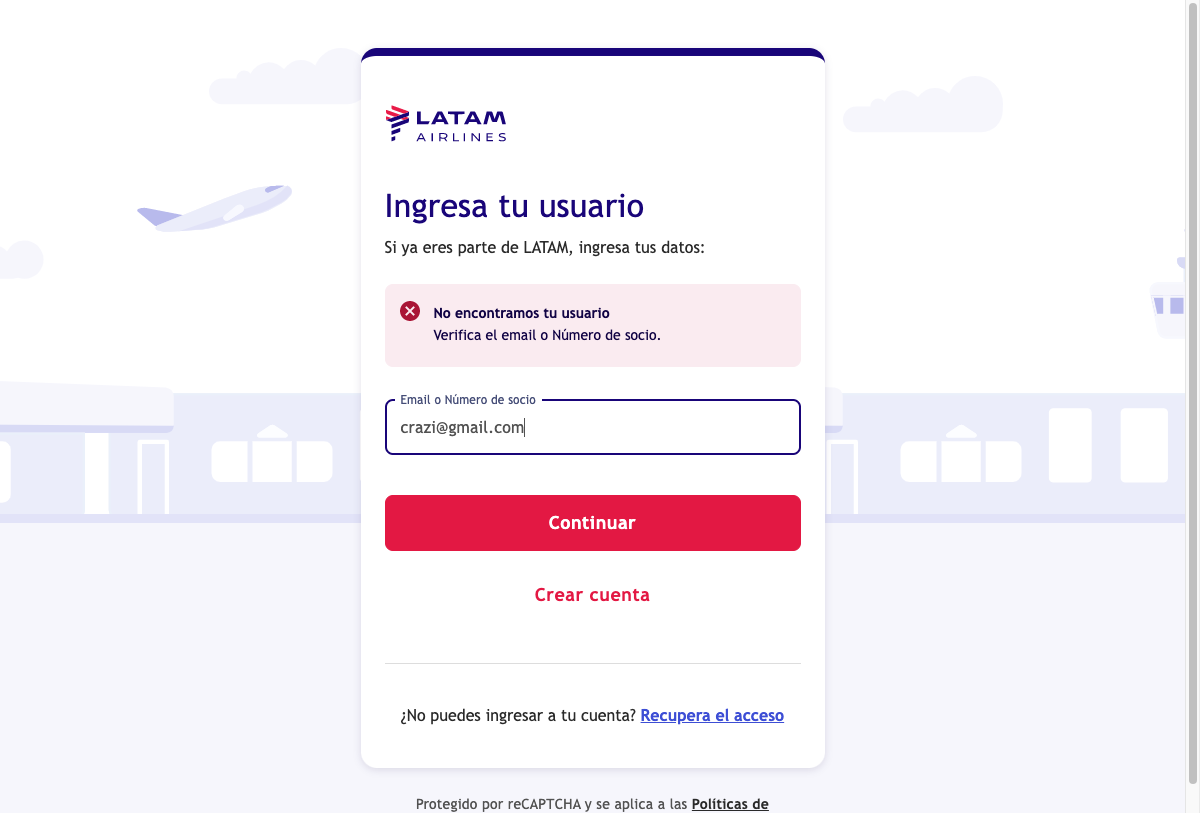 LATAM
AIRLINES
Ingresa tu usuario
Si ya eres parte de LATAM, ingresa tus datos:
No encontramos tu usuario
Verifica el email o Número de socio.
Email o Número de socio
crazi@gmail.com
Continuar
Crear cuenta
¿No puedes ingresar a tu cuenta? Recupera el acceso
Protegido por reCAPTCHA y se aplica a las Políticas de